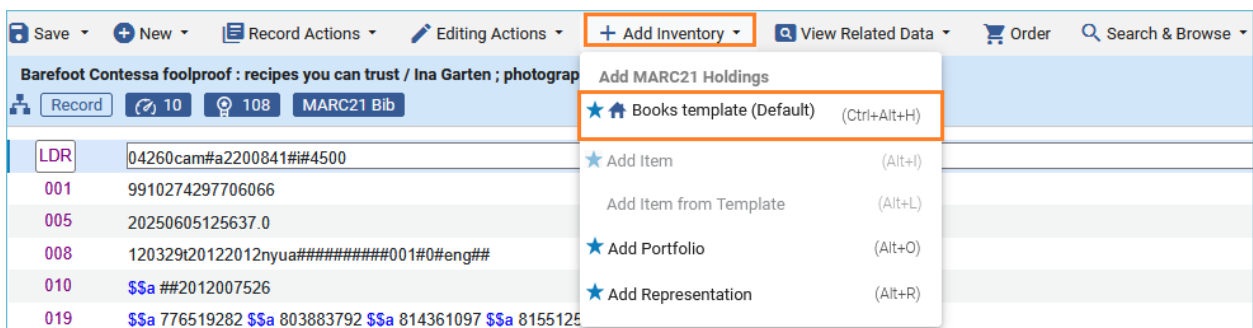 Save New Record Actions Editing Actions + Add Inventory View Related Data Order Search & Browse
Barefoot Contessa foolproof : recipes you can trust / Ina Garten ; photograp
Add MARC21 Holdings
Record 10 108 MARC21 Bib
Books template (Default) (Ctrl+Alt+H)
LDR 04260cam#a2200841#i#4500
Add Item (Alt+I)
001 9910274297706066
Add Item from Template (Alt+L)
005 20250605125637.0
008 120329t20122012nyua##########001#0#eng##
Add Portfolio (Alt+O)
010 $$a ##2012007526
Add Representation (Alt+R)
019 $$a 776519282 $$a 803883792 $$a 814361097 $$a 8155125